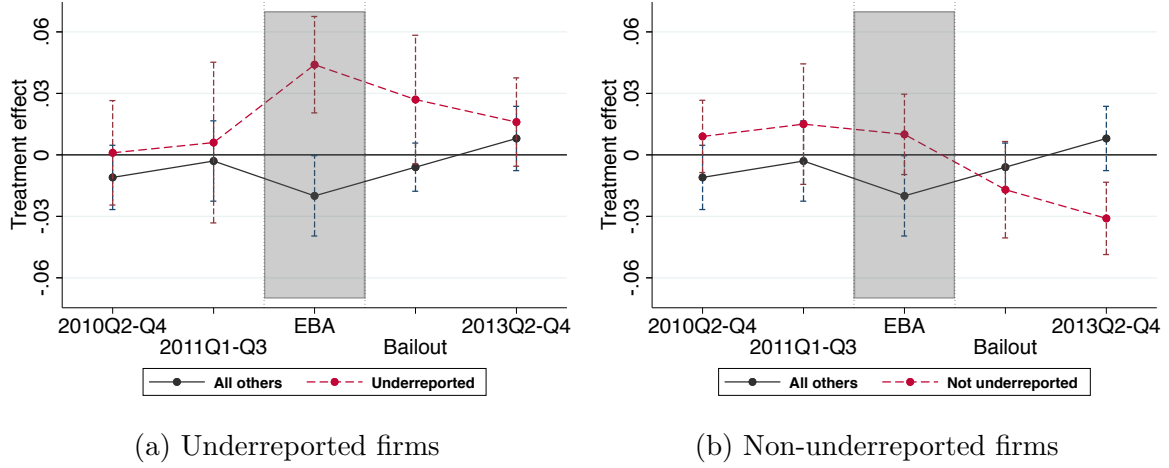 Treatment effect
.06
.03
0
-.03
-.06
2010Q2-Q4
2011Q1-Q3
EBA
Bailout
2013Q2-Q4
All others
Underreported
(a) Underreported firms
Treatment effect
.06
.03
0
-.03
-.06
2010Q2-Q4
2011Q1-Q3
EBA
Bailout
2013Q2-Q4
All others
Not underreported
(b) Non-underreported firms